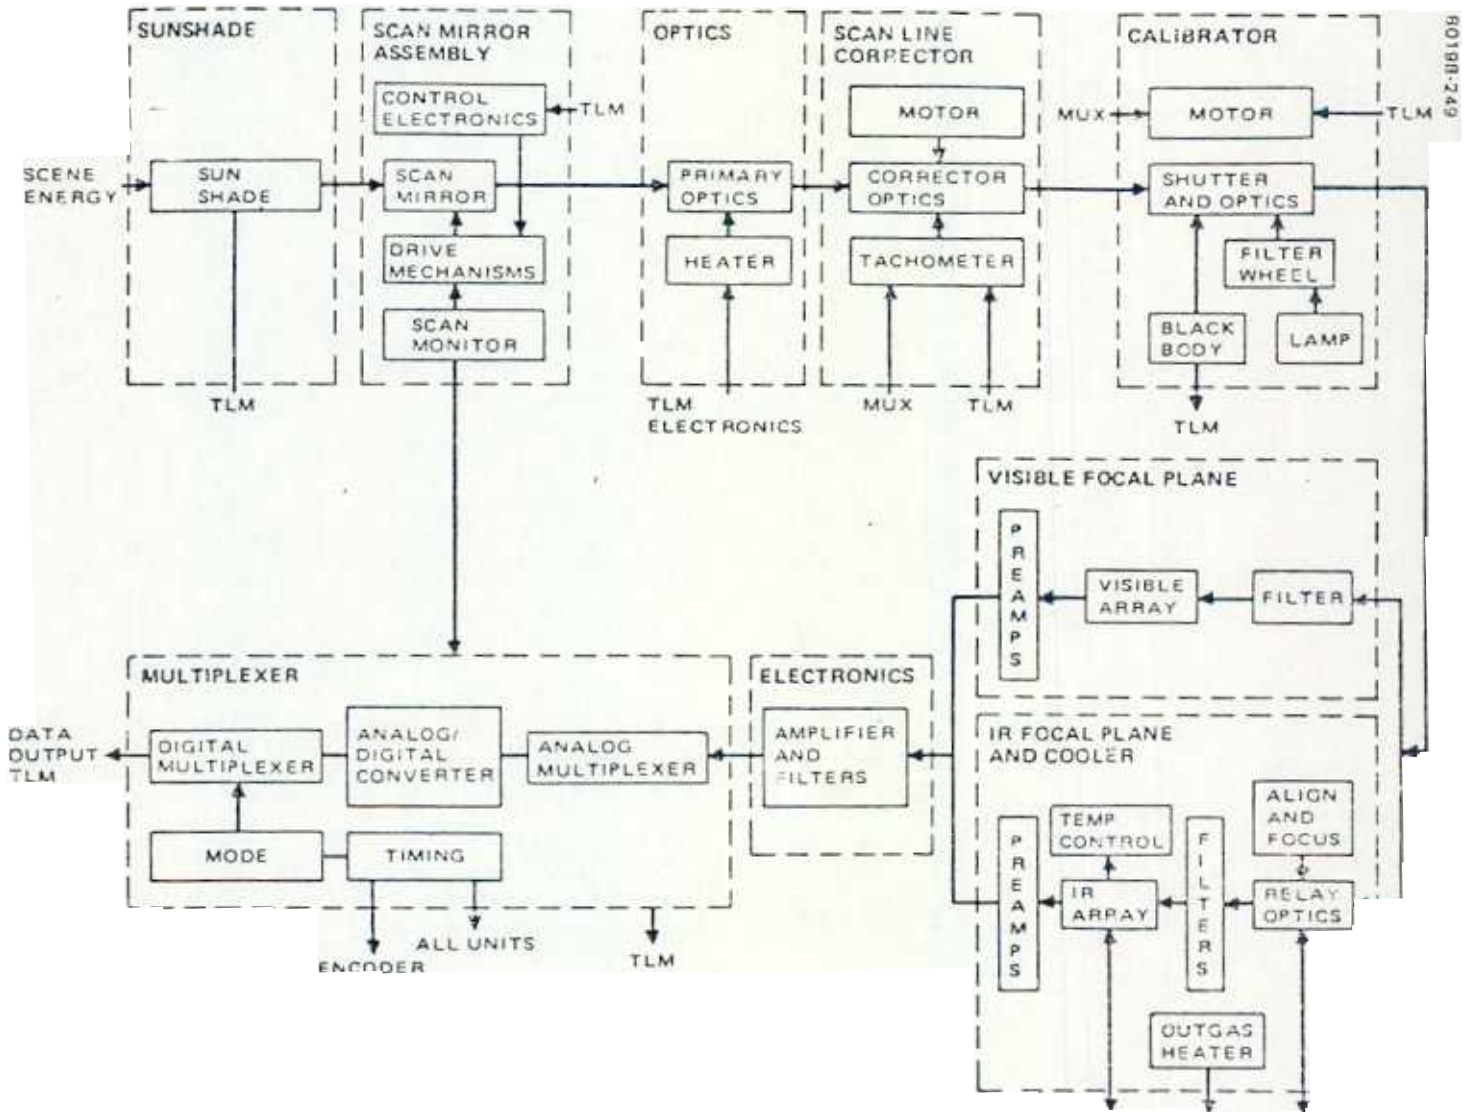 SUNSHADE
SCAN MIRROR
ASSEMBLY
OPTICS
SCAN LINE
CORRECTOR
CALIBRATOR
8019B-249
CONTROL
ELECTRONICS
TLM
MOTOR
MUX
MOTOR
TLM
SCENE
ENERGY
SUN
SHADE
SCAN
MIRROR
PRIMARY
OPTICS
CORRECTOR
OPTICS
SHUTTER
AND OPTICS
DRIVE
MECHANISMS
HEATER
TACHOMETER
FILTER
WHEEL
SCAN
MONITOR
BLACK
BODY
LAMP
TLM
TLM
ELECTRONICS
MUX
TLM
TLM
VISIBLE FOCAL PLANE
PREAMPS
VISIBLE
ARRAY
FILTER
MULTIPLEXER
ELECTRONICS
IR FOCAL PLANE
AND COOLER
DATA
OUTPUT
TLM
DIGITAL
MULTIPLEXER
ANALOG/
DIGITAL
CONVERTER
ANALOG
MULTIPLEXER
AMPLIFIER
AND
FILTERS
ALIGN
AND
FOCUS
TEMP
CONTROL
PREAMPS
FILTERS
MODE
TIMING
IR
ARRAY
RELAY
OPTICS
ENCODER
ALL UNITS
TLM
OUTGAS
HEATER